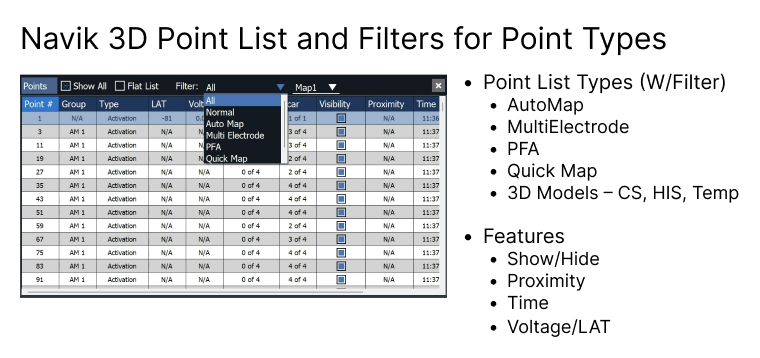 Navik 3D Point List and Filters for Point Types
Points Show All Flat List Filter: All Map1
Point # Group Type LAT Volt car Visibility Proximity Time
All
Normal
Auto Map
Multi Electrode
PFA
Quick Map
1 N/A Activation -81 0.0 1 of 1 N/A 11:36
3 AM 1 Activation N/A N/A 3 of 4 N/A 11:37
11 AM 1 Activation N/A N/A 3 of 4 N/A 11:37
19 AM 1 Activation N/A N/A 2 of 4 N/A 11:37
27 AM 1 Activation N/A N/A 0 of 4 2 of 4 N/A 11:37
35 AM 1 Activation N/A N/A 0 of 4 4 of 4 N/A 11:37
43 AM 1 Activation N/A N/A 0 of 4 4 of 4 N/A 11:37
51 AM 1 Activation N/A N/A 0 of 4 4 of 4 N/A 11:37
59 AM 1 Activation N/A N/A 0 of 4 2 of 4 N/A 11:37
67 AM 1 Activation N/A N/A 0 of 4 3 of 4 N/A 11:37
75 AM 1 Activation N/A N/A 0 of 4 4 of 4 N/A 11:37
83 AM 1 Activation N/A N/A 0 of 4 4 of 4 N/A 11:37
91 AM 1 Activation N/A N/A 0 of 4 4 of 4 N/A 11:37
• Point List Types (W/Filter)
• AutoMap
• MultiElectrode
• PFA
• Quick Map
• 3D Models – CS, HIS, Temp
• Features
• Show/Hide
• Proximity
• Time
• Voltage/LAT